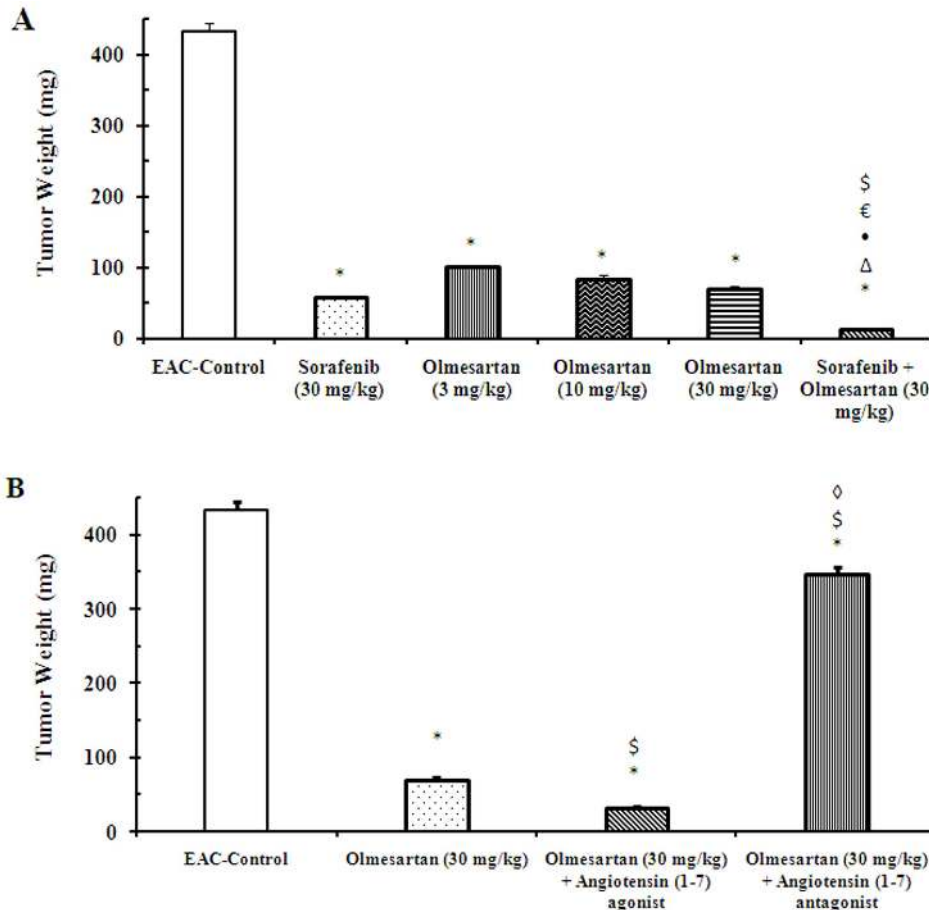 A
Tumor Weight (mg)
400
300
200
100
0
*
*
*
*
$
€
•
Δ
*
EAC-Control
Sorafenib
(30 mg/kg)
Olmesartan
(3 mg/kg)
Olmesartan
(10 mg/kg)
Olmesartan
(30 mg/kg)
Sorafenib +
Olmesartan (30
mg/kg)
B
Tumor Weight (mg)
400
300
200
100
0
*
$
*
◊
$
*
EAC-Control
Olmesartan (30 mg/kg)
Olmesartan (30 mg/kg)
+ Angiotensin (1-7)
agonist
Olmesartan (30 mg/kg)
+ Angiotensin (1-7)
antagonist